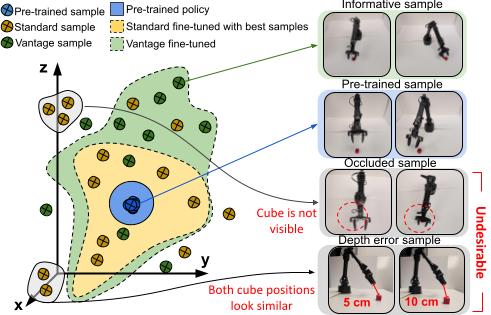 Pre-trained sample
Standard sample
Vantage sample
Pre-trained policy
Standard fine-tuned with best samples
Vantage fine-tuned
z
y
x
Informative sample
Pre-trained sample
Occluded sample
Cube is not
visible
Depth error sample
Both cube positions
look similar
5 cm
10 cm
Undesirable